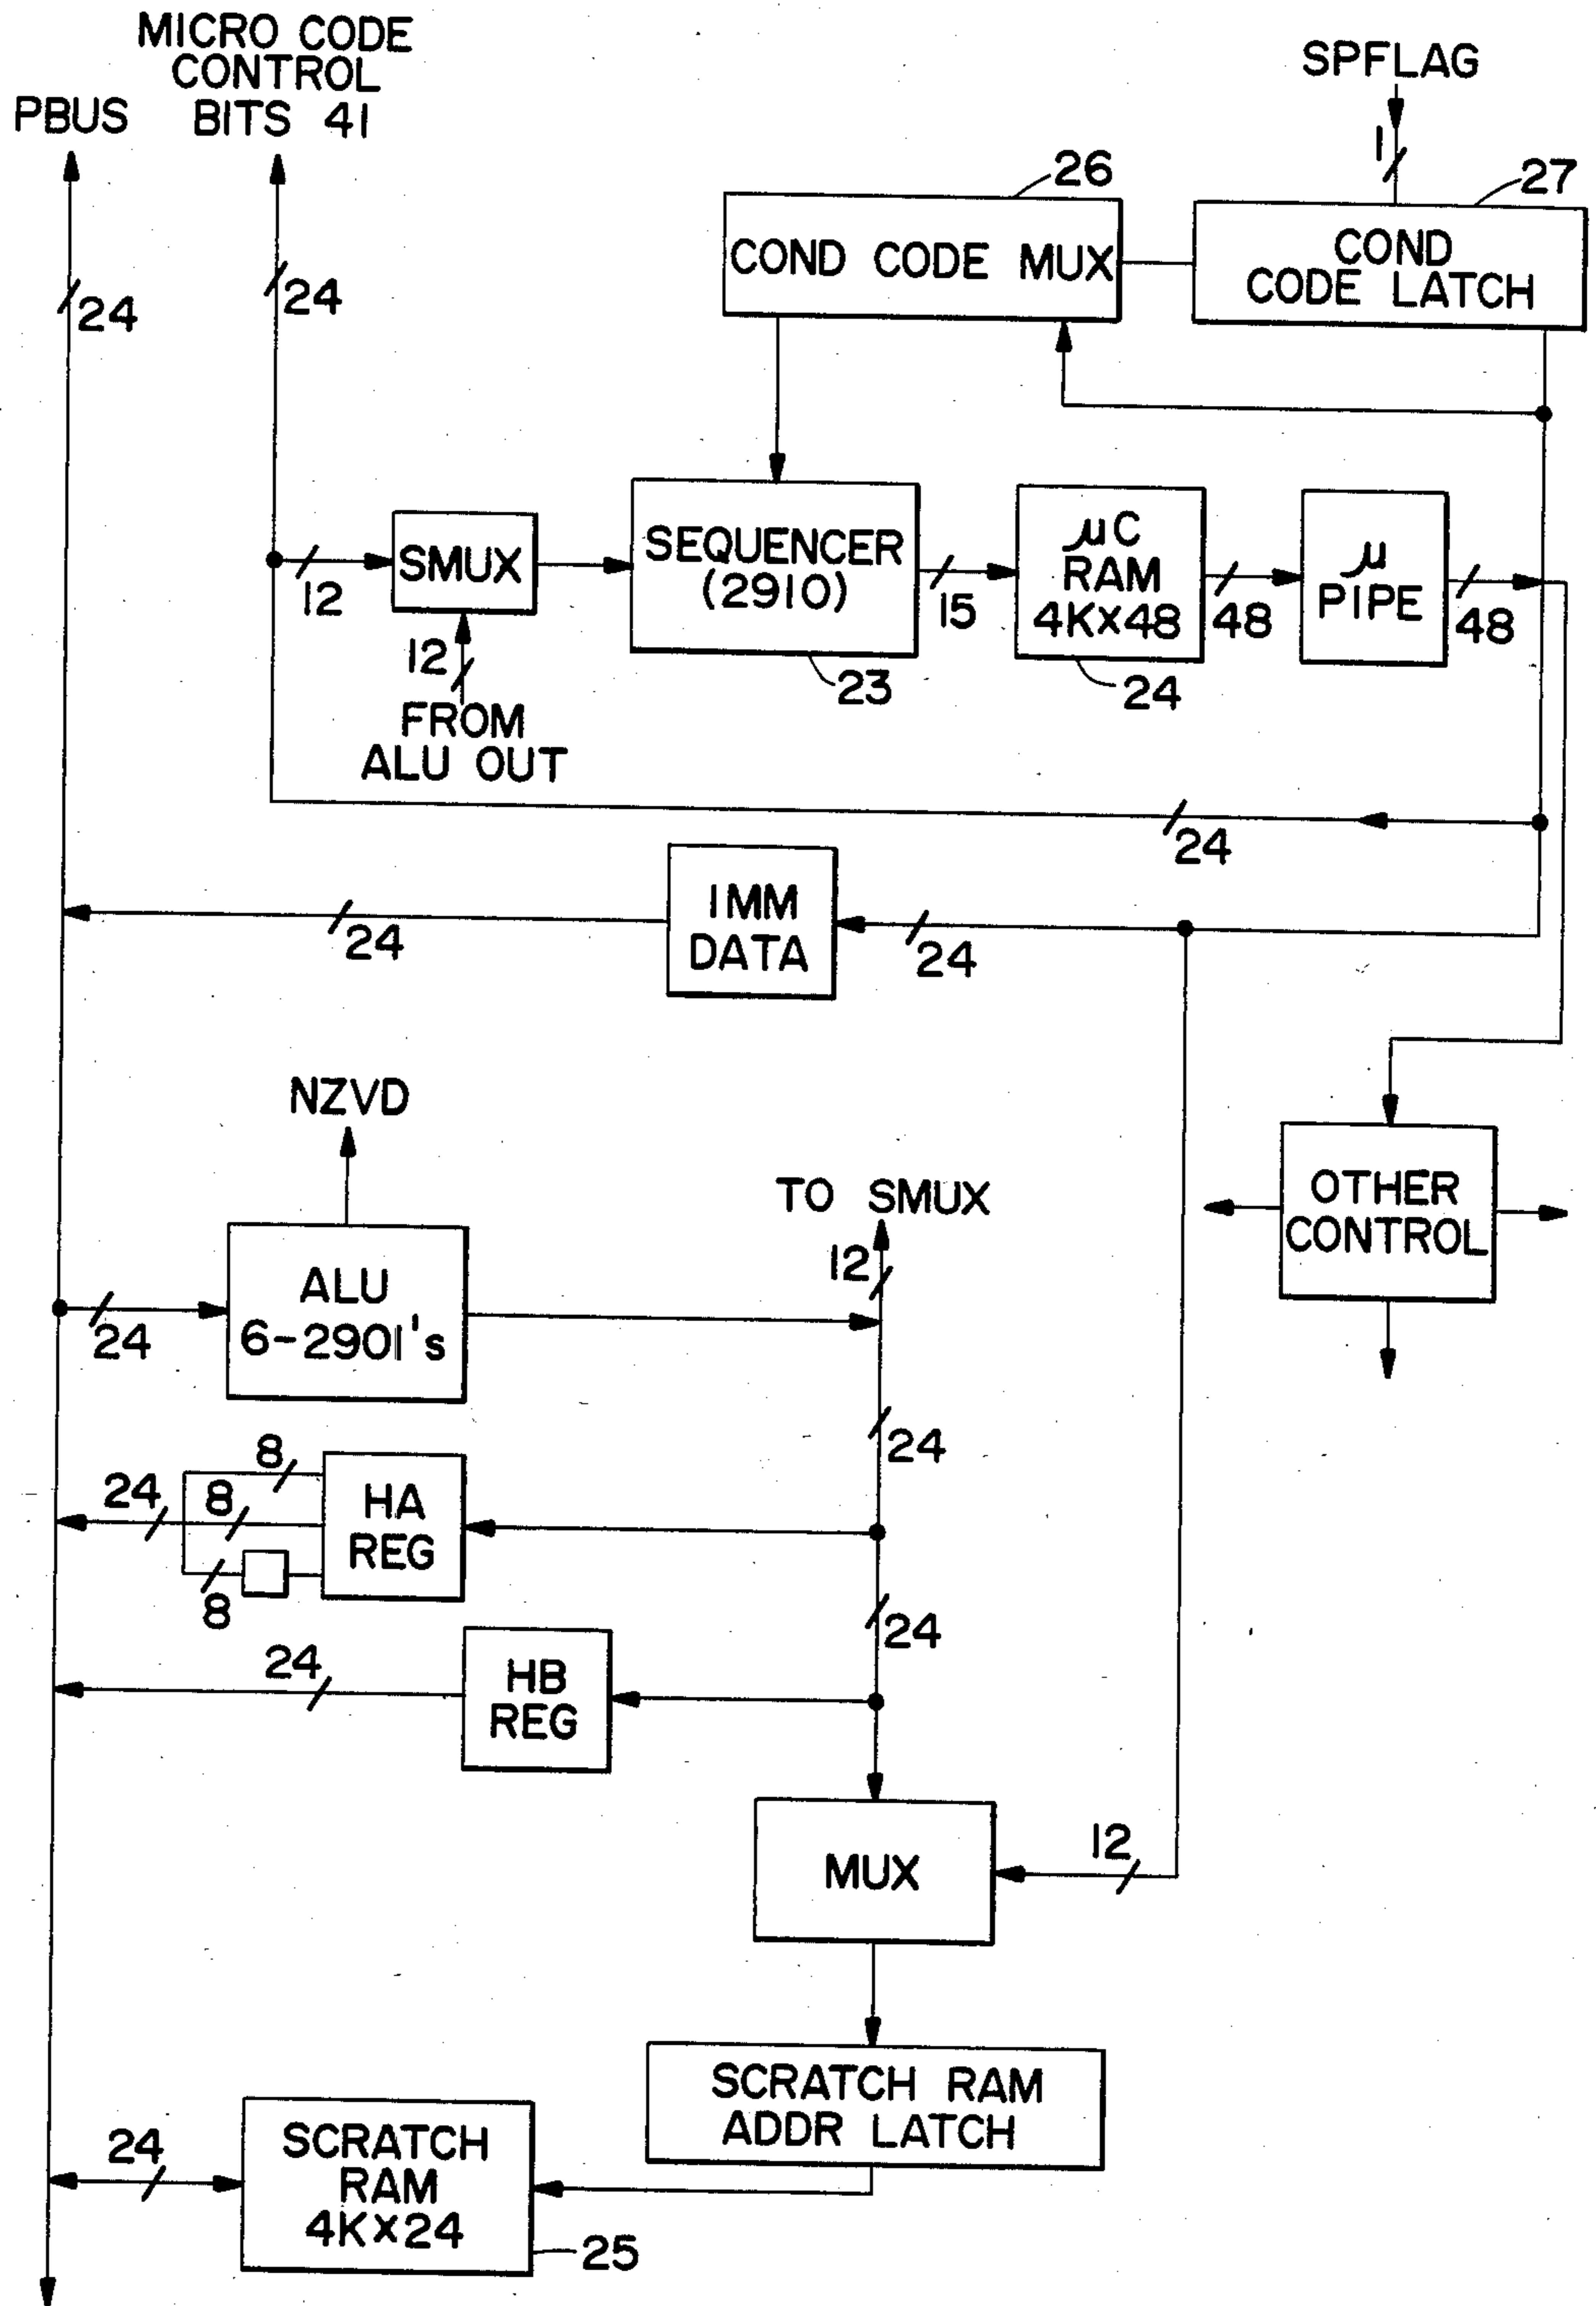 MICRO CODE
CONTROL
BITS 41
PBUS
SPFLAG
1
24
24
26
27
COND CODE MUX
COND
CODE LATCH
SMUX
12
12
FROM
ALU OUT
SEQUENCER
(2910)
23
15
μC
RAM
4K×48
24
48
μ
PIPE
48
24
IMM
DATA
24
24
NZVD
ALU
6-2901's
24
TO SMUX
12
OTHER
CONTROL
24
HA
REG
24
8
8
8
24
HB
REG
24
MUX
12
SCRATCH RAM
ADDR LATCH
SCRATCH
RAM
4K×24
24
25